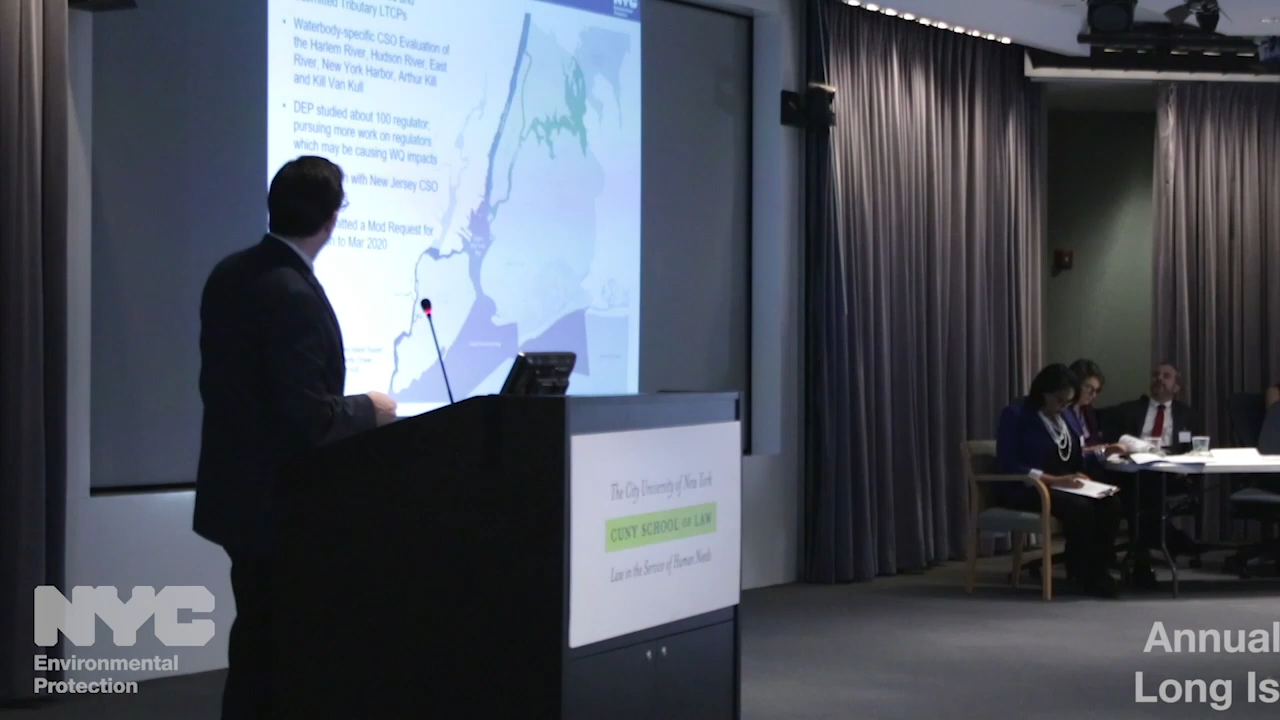 Tributary LTCPs
• Waterbody-specific CSO Evaluation of
the Harlem River, Hudson River, East
River, New York Harbor, Arthur Kill
and Kill Van Kull
• DEP studied about 100 regulator;
pursuing more work on regulators
which may be causing WQ impacts
with New Jersey CSO
a Mod Request for
to Mar 2020
NYC
The City University of New York
CUNY SCHOOL OF LAW
Law in the Service of Human Needs
NYC
Environmental
Protection
Annual
Long Is